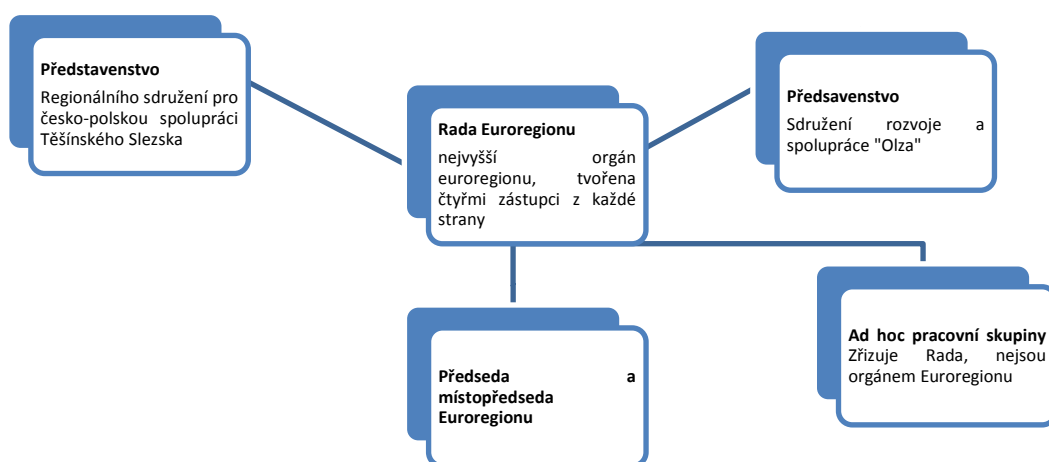 Představenstvo
Regionálního sdružení pro
česko-polskou spolupráci
Těšínského Slezska
Rada Euroregionu
nejvyšší orgán
euroregionu, tvořena
čtyřmi zástupci z každé
strany
Předsavenstvo
Sdružení rozvoje a
spolupráce "Olza"
Předseda a
místopředseda
Euroregionu
Ad hoc pracovní skupiny
Zřizuje Rada, nejsou
orgánem Euroregionu